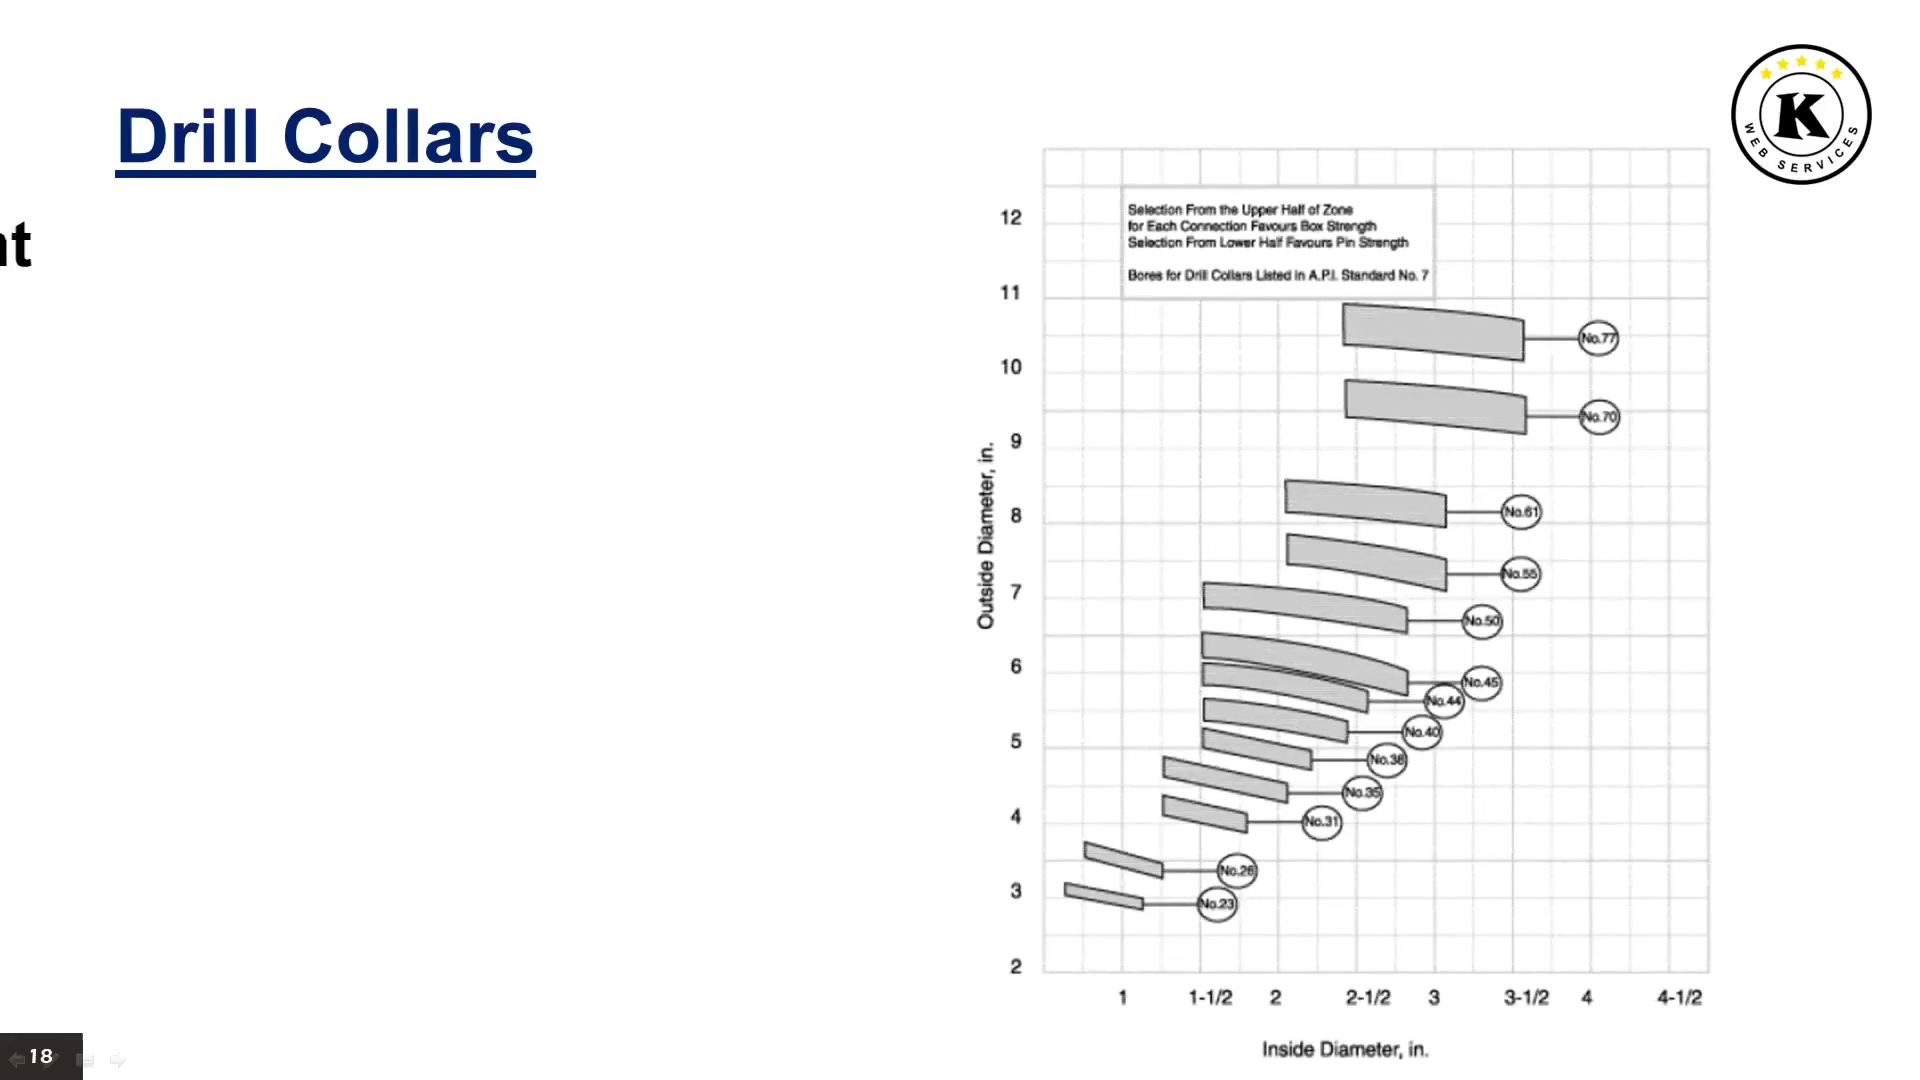 Drill Collars
nt
K
WEB SERVICES
Selection From the Upper Half of Zone
for Each Connection Favours Box Strength
Selection From Lower Half Favours Pin Strength
Bores for Drill Collars Listed in A.P.I. Standard No. 7
12
11
10
9
8
7
6
5
4
3
2
Outside Diameter, in.
No.77
No.70
No.61
No.55
No.50
No.45
No.44
No.40
No.38
No.35
No.31
No.26
No.23
1
1-1/2
2
2-1/2
3
3-1/2
4
4-1/2
Inside Diameter, in.
18